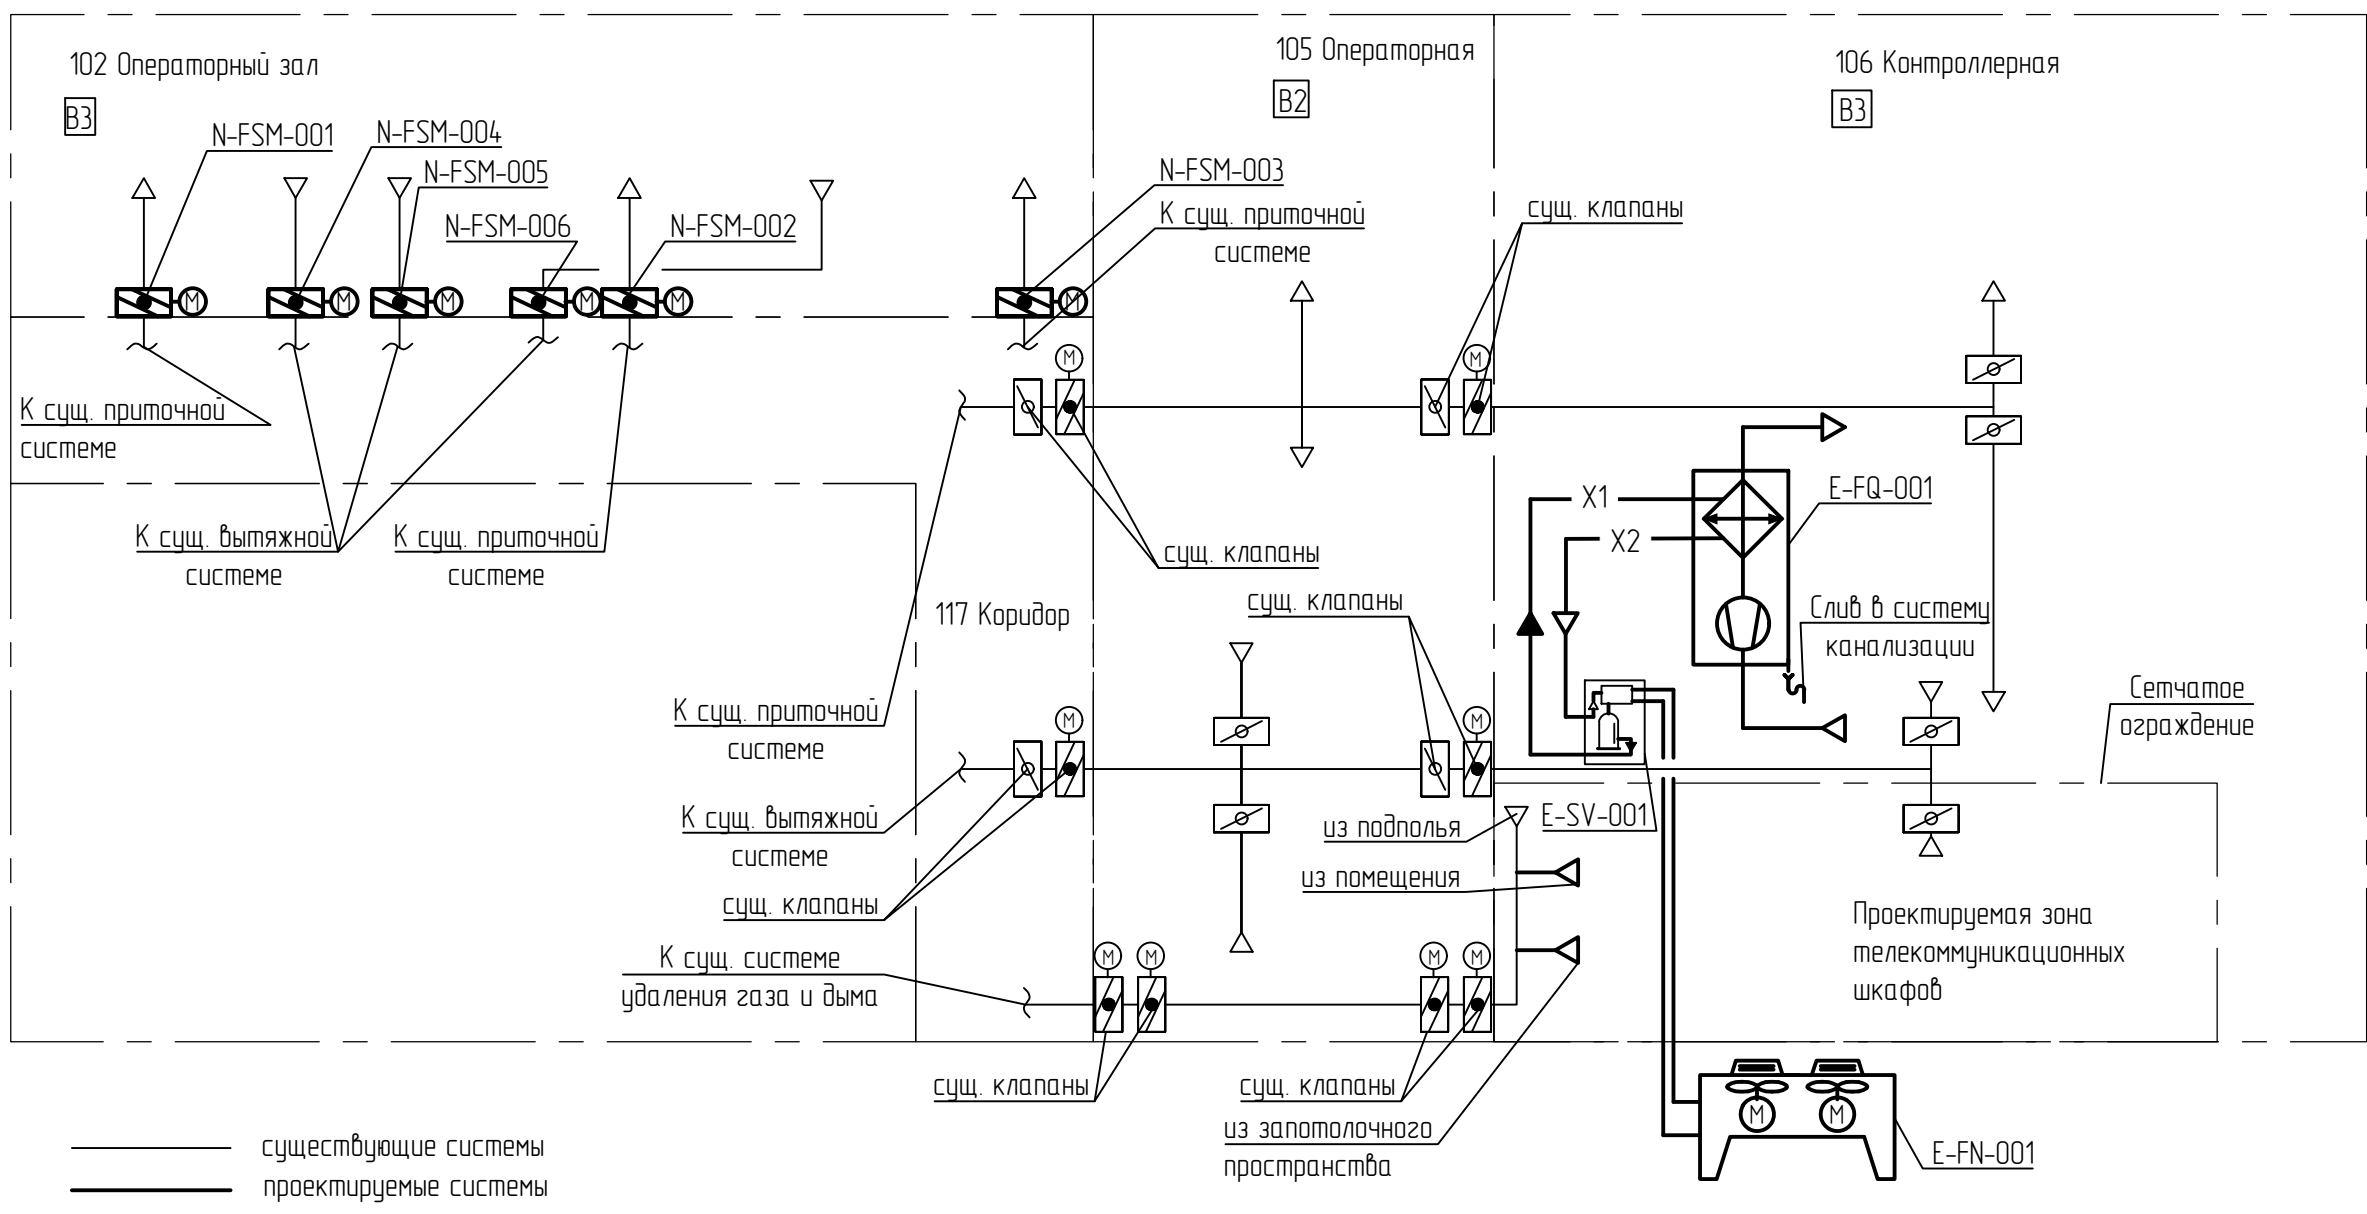 102 Операторный зал
В3
105 Операторная
В2
106 Контроллерная
В3
N-FSM-001
N-FSM-004
N-FSM-005
N-FSM-006
N-FSM-002
N-FSM-003
К сущ. приточной
системе
сущ. клапаны
М
М
М
М
М
М
М
М
К сущ. приточной
системе
К сущ. вытяжной
системе
К сущ. приточной
системе
сущ. клапаны
Х1
Х2
E-FQ-001
117 Коридор
сущ. клапаны
Слив в систему
канализации
Сетчатое
ограждение
К сущ. приточной
системе
М
М
К сущ. вытяжной
системе
из подполья
E-SV-001
из помещения
сущ. клапаны
Проектируемая зона
телекоммуникационных
шкафов
К сущ. системе
удаления газа и дыма
М
М
М
М
сущ. клапаны
сущ. клапаны
из запотолочного
пространства
М
М
E-FN-001
существующие системы
проектируемые системы